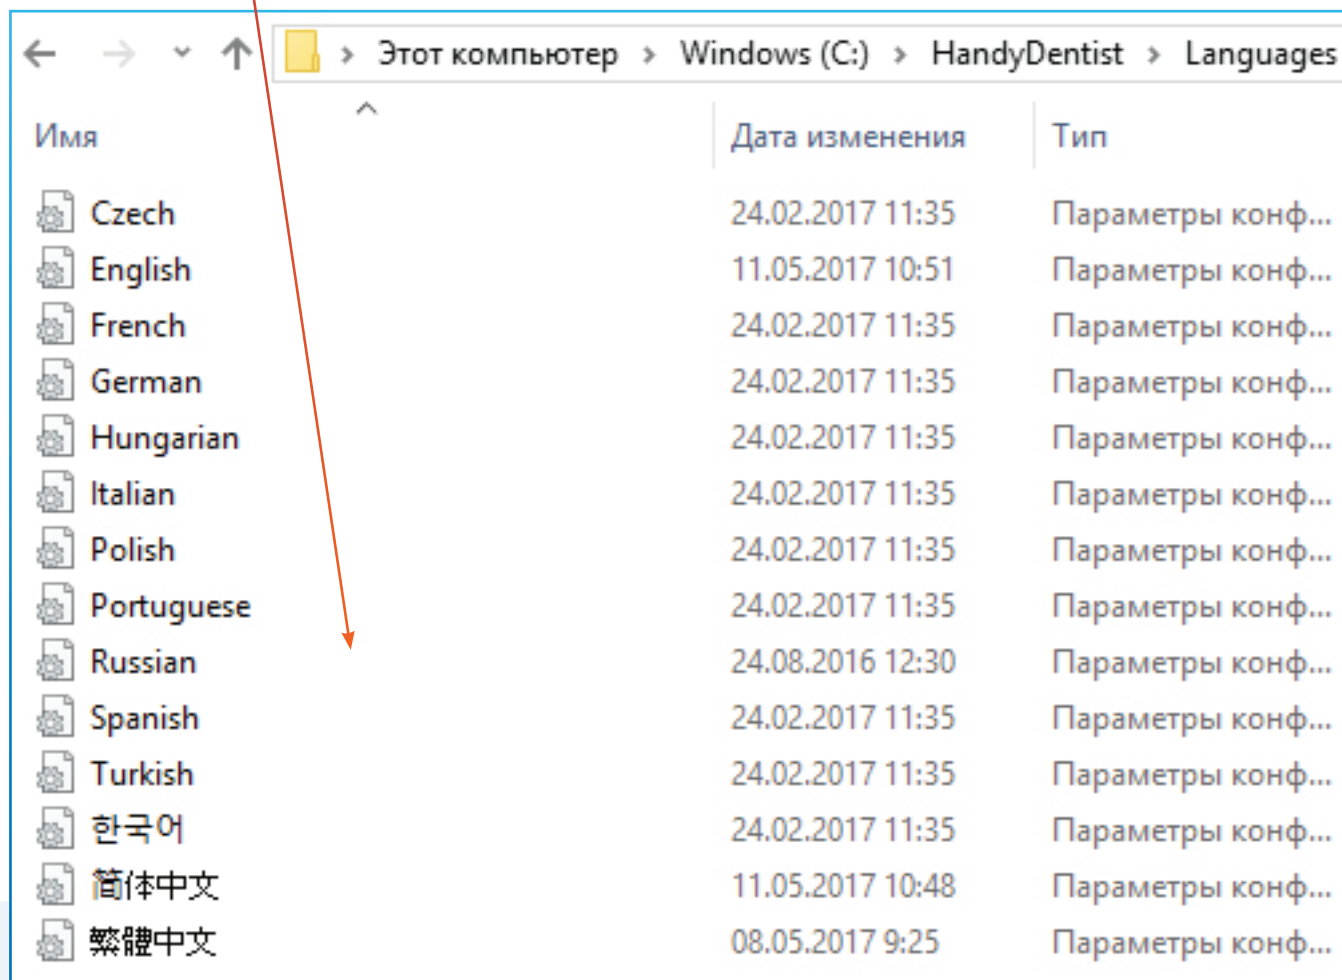 Этот компьютер > Windows (C:) > HandyDentist > Languages
Имя Дата изменения Тип
Czech 24.02.2017 11:35 Параметры конф...
English 11.05.2017 10:51 Параметры конф...
French 24.02.2017 11:35 Параметры конф...
German 24.02.2017 11:35 Параметры конф...
Hungarian 24.02.2017 11:35 Параметры конф...
Italian 24.02.2017 11:35 Параметры конф...
Polish 24.02.2017 11:35 Параметры конф...
Portuguese 24.02.2017 11:35 Параметры конф...
Russian 24.08.2016 12:30 Параметры конф...
Spanish 24.02.2017 11:35 Параметры конф...
Turkish 24.02.2017 11:35 Параметры конф...
한국어 24.02.2017 11:35 Параметры конф...
简体中文 11.05.2017 10:48 Параметры конф...
繁體中文 08.05.2017 9:25 Параметры конф...